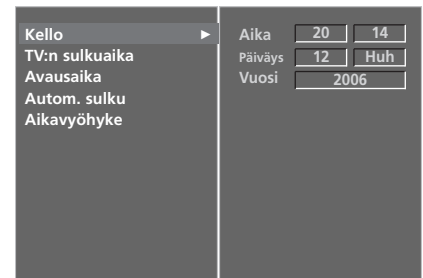 Kello ►
TV:n sulkuaika
Avausaika
Autom. sulku
Aikavyöhyke
Aika 20 14
Päiväys 12 Huh
Vuosi 2006